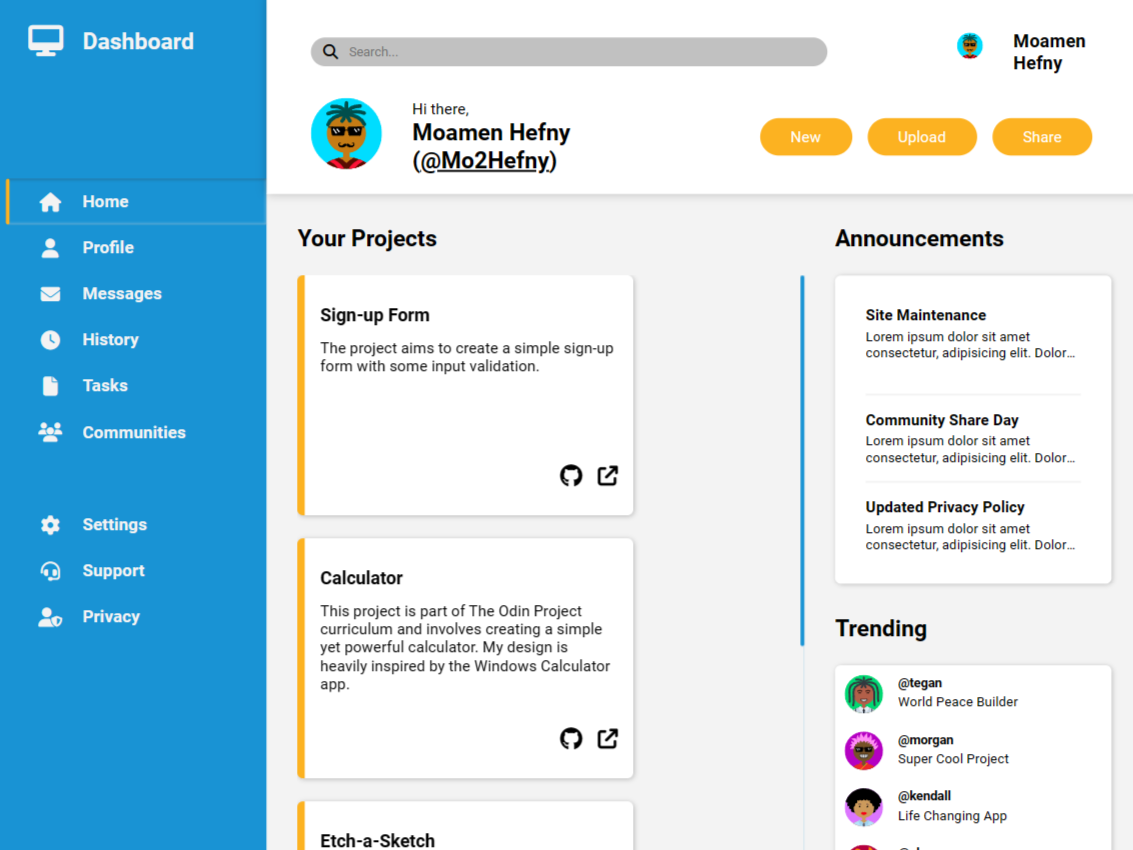 Dashboard
Home
Profile
Messages
History
Tasks
Communities
Settings
Support
Privacy
Search...
Moamen
Hefny
Hi there,
Moamen Hefny
(@Mo2Hefny)
New
Upload
Share
Your Projects
Sign-up Form
The project aims to create a simple sign-up
form with some input validation.
Calculator
This project is part of The Odin Project
curriculum and involves creating a simple
yet powerful calculator. My design is
heavily inspired by the Windows Calculator
app.
Etch-a-Sketch
Announcements
Site Maintenance
Lorem ipsum dolor sit amet
consectetur, adipisicing elit. Dolor...
Community Share Day
Lorem ipsum dolor sit amet
consectetur, adipisicing elit. Dolor...
Updated Privacy Policy
Lorem ipsum dolor sit amet
consectetur, adipisicing elit. Dolor...
Trending
@tegan
World Peace Builder
@morgan
Super Cool Project
@kendall
Life Changing App